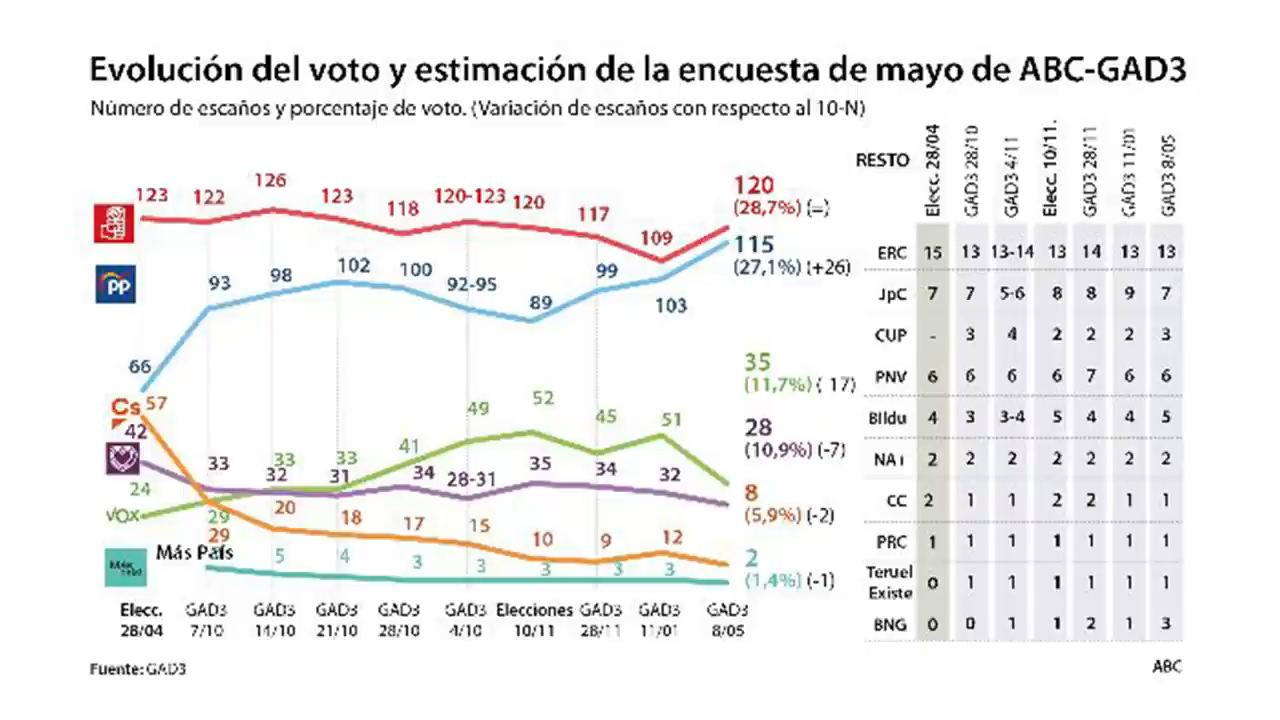 Evolución del voto y estimación de la encuesta de mayo de ABC-GAD3
Número de escaños y porcentaje de voto. (Variación de escaños con respecto al 10-N)
RESTO Elecc. 28/04 GAD3 28/10 GAD3 4/11 Elecc. 10/11. GAD3 28/11 GAD3 11/01 GAD3 8/05
123 122 126 123 118 120-123 120 117 109 120
(28,7%) (=)
PP
66 93 98 102 100 92-95 89 99 103 115
(27,1%) (+26)
VOX
24 29 33 33 41 49 52 45 51 35
(11,7%) (-17)
42 33 32 31 34 28-31 35 34 32 28
(10,9%) (-7)
Cs
57 29 20 18 17 15 10 9 12 8
(5,9%) (-2)
Más País
5 4 3 3 3 3 3 2
(1,4%) (-1)
Elecc. GAD3 GAD3 GAD3 GAD3 GAD3 Elecciones GAD3 GAD3 GAD3
28/04 7/10 14/10 21/10 28/10 4/10 10/11 28/11 11/01 8/05
ERC 15 13 13-14 13 14 13 13
JpC 7 7 5-6 8 8 9 7
CUP - 3 4 2 2 2 3
PNV 6 6 6 6 7 6 6
BIldu 4 3 3-4 5 4 4 5
NA+ 2 2 2 2 2 2 2
CC 2 1 1 2 2 1 1
PRC 1 1 1 1 1 1 1
Teruel
Existe 0 1 1 1 1 1 1
BNG 0 0 1 1 2 1 3
Fuente: GAD3
ABC